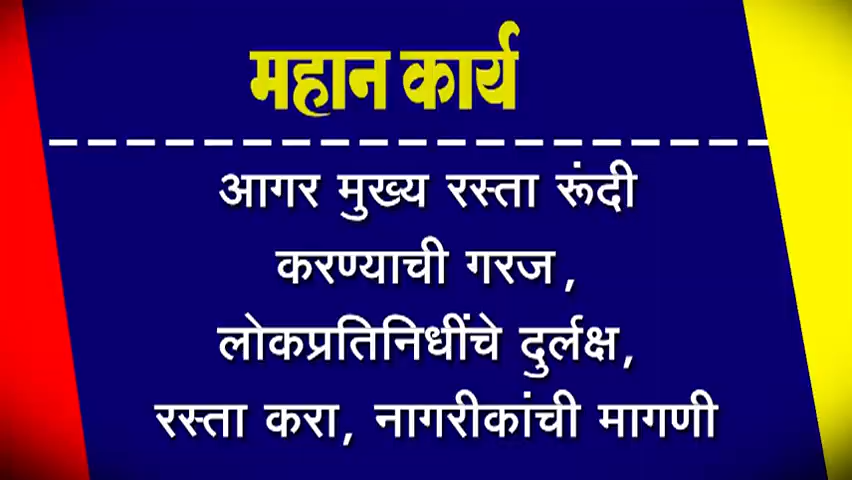 महान कार्य
आगर मुख्य रस्ता रूंदी
करण्याची गरज,
लोकप्रतिनिधींचे दुर्लक्ष,
रस्ता करा, नागरीकांची मागणी